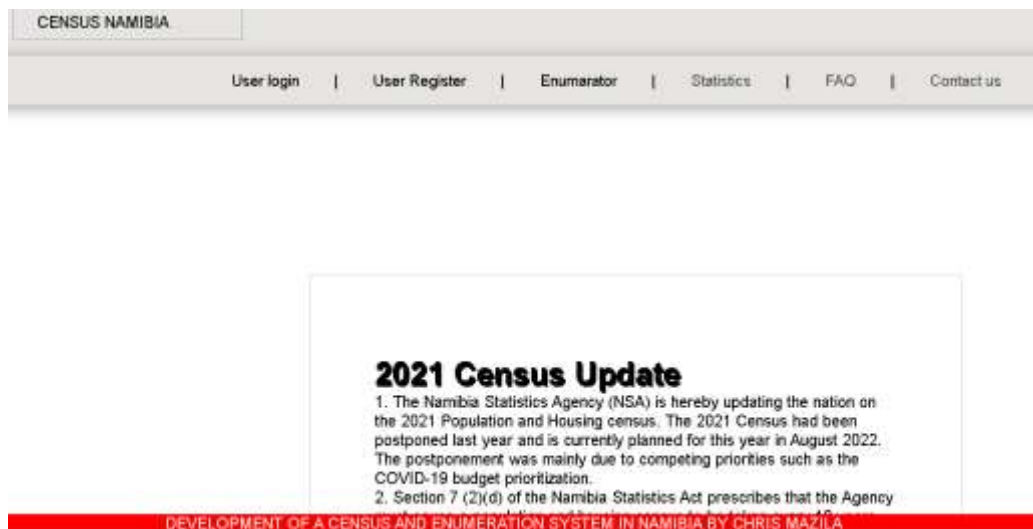 CENSUS NAMIBIA
User login | User Register | Enumarator | Statistics | FAQ | Contact us
2021 Census Update
1. The Namibia Statistics Agency (NSA) is hereby updating the nation on
the 2021 Population and Housing census. The 2021 Census had been
postponed last year and is currently planned for this year in August 2022.
The postponement was mainly due to competing priorities such as the
COVID-19 budget prioritization.
2. Section 7 (2)(d) of the Namibia Statistics Act prescribes that the Agency
DEVELOPMENT OF A CENSUS AND ENUMERATION SYSTEM IN NAMIBIA BY CHRIS MAZILA